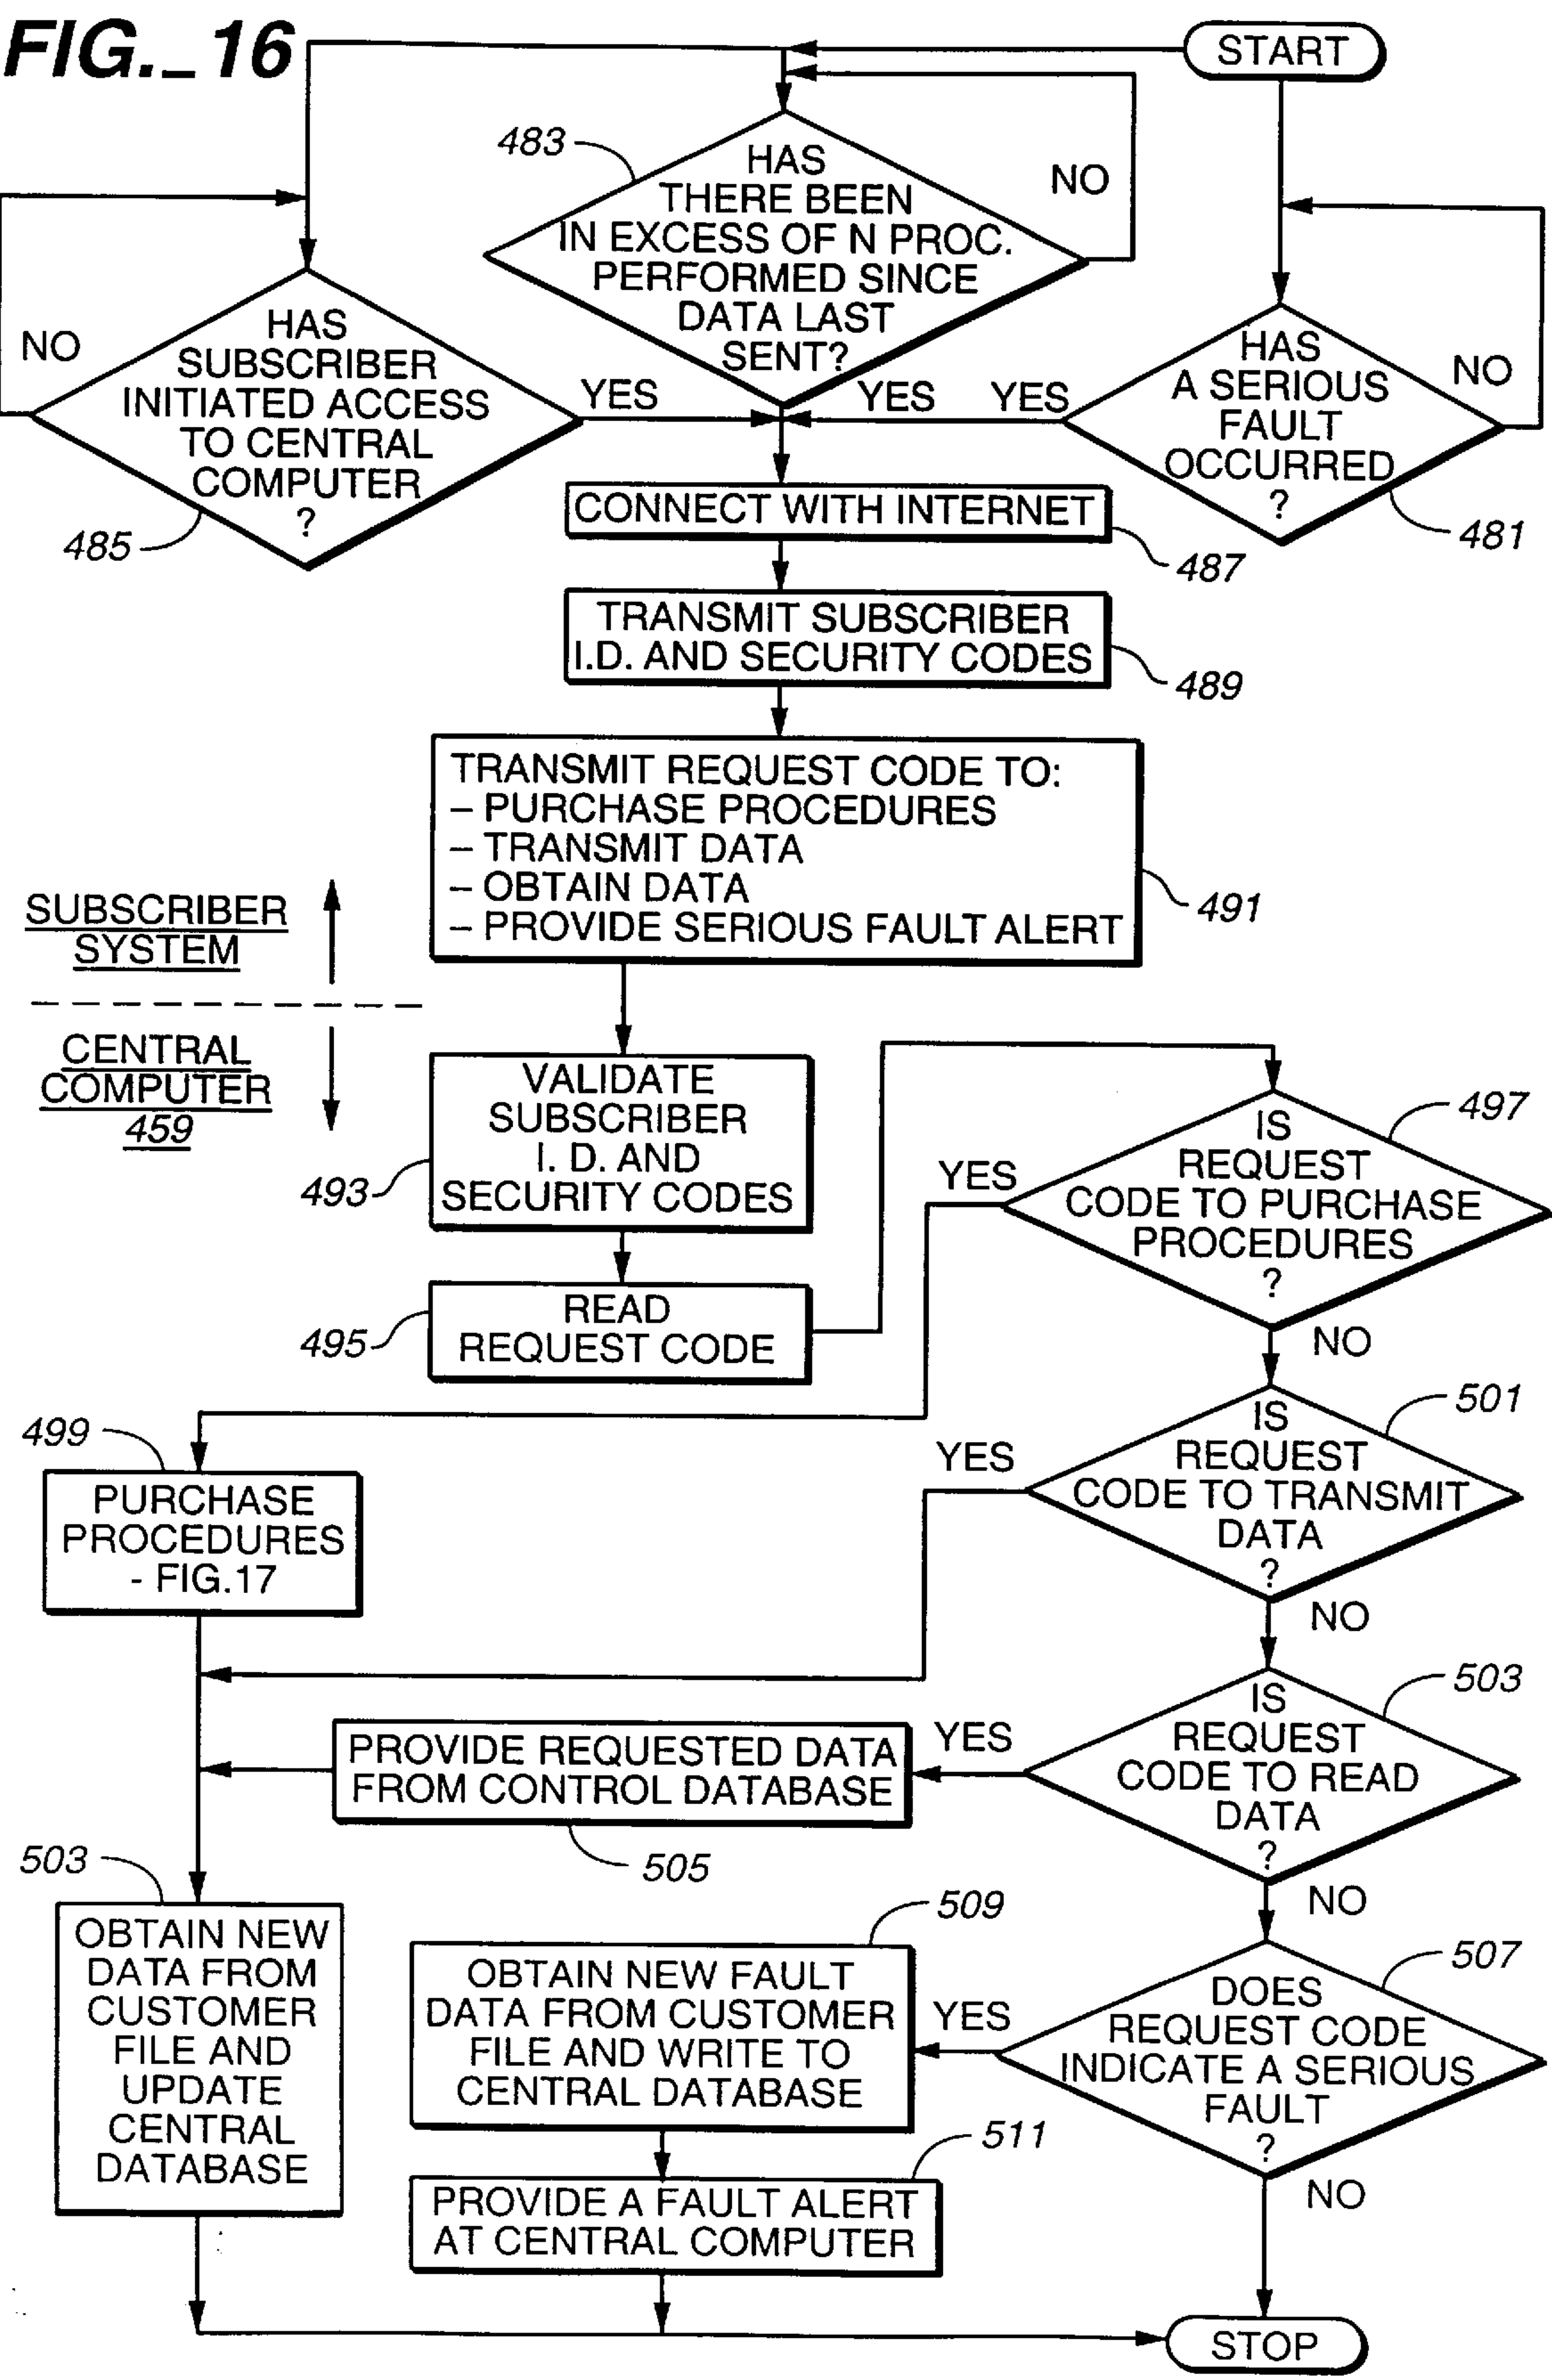 FIG._16
START
483
HAS
THERE BEEN
IN EXCESS OF N PROC.
PERFORMED SINCE
DATA LAST
SENT?
NO
YES
HAS
SUBSCRIBER
INITIATED ACCESS
TO CENTRAL
COMPUTER
?
NO
YES
485
HAS
A SERIOUS
FAULT
OCCURRED
?
NO
YES
481
CONNECT WITH INTERNET
487
TRANSMIT SUBSCRIBER
I.D. AND SECURITY CODES
489
TRANSMIT REQUEST CODE TO:
– PURCHASE PROCEDURES
– TRANSMIT DATA
– OBTAIN DATA
– PROVIDE SERIOUS FAULT ALERT
491
SUBSCRIBER
SYSTEM
CENTRAL
COMPUTER
459
VALIDATE
SUBSCRIBER
I. D. AND
SECURITY CODES
493
READ
REQUEST CODE
495
497
IS
REQUEST
CODE TO PURCHASE
PROCEDURES
?
YES
NO
499
PURCHASE
PROCEDURES
- FIG.17
501
IS
REQUEST
CODE TO TRANSMIT
DATA
?
YES
NO
503
IS
REQUEST
CODE TO READ
DATA
?
YES
NO
PROVIDE REQUESTED DATA
FROM CONTROL DATABASE
505
503
OBTAIN NEW
DATA FROM
CUSTOMER
FILE AND
UPDATE
CENTRAL
DATABASE
507
DOES
REQUEST CODE
INDICATE A SERIOUS
FAULT
?
YES
NO
509
OBTAIN NEW FAULT
DATA FROM CUSTOMER
FILE AND WRITE TO
CENTRAL DATABASE
511
PROVIDE A FAULT ALERT
AT CENTRAL COMPUTER
STOP